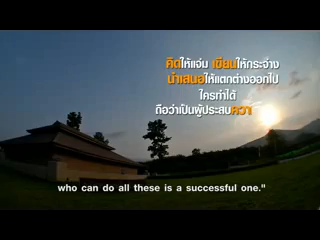 คิดให้แจ่ม เขียนให้กระจ่าง
นำเสนอให้แตกต่างออกไป
ใครทำได้
ถือว่าเป็นผู้ประสบความ
who can do all these is a successful one."